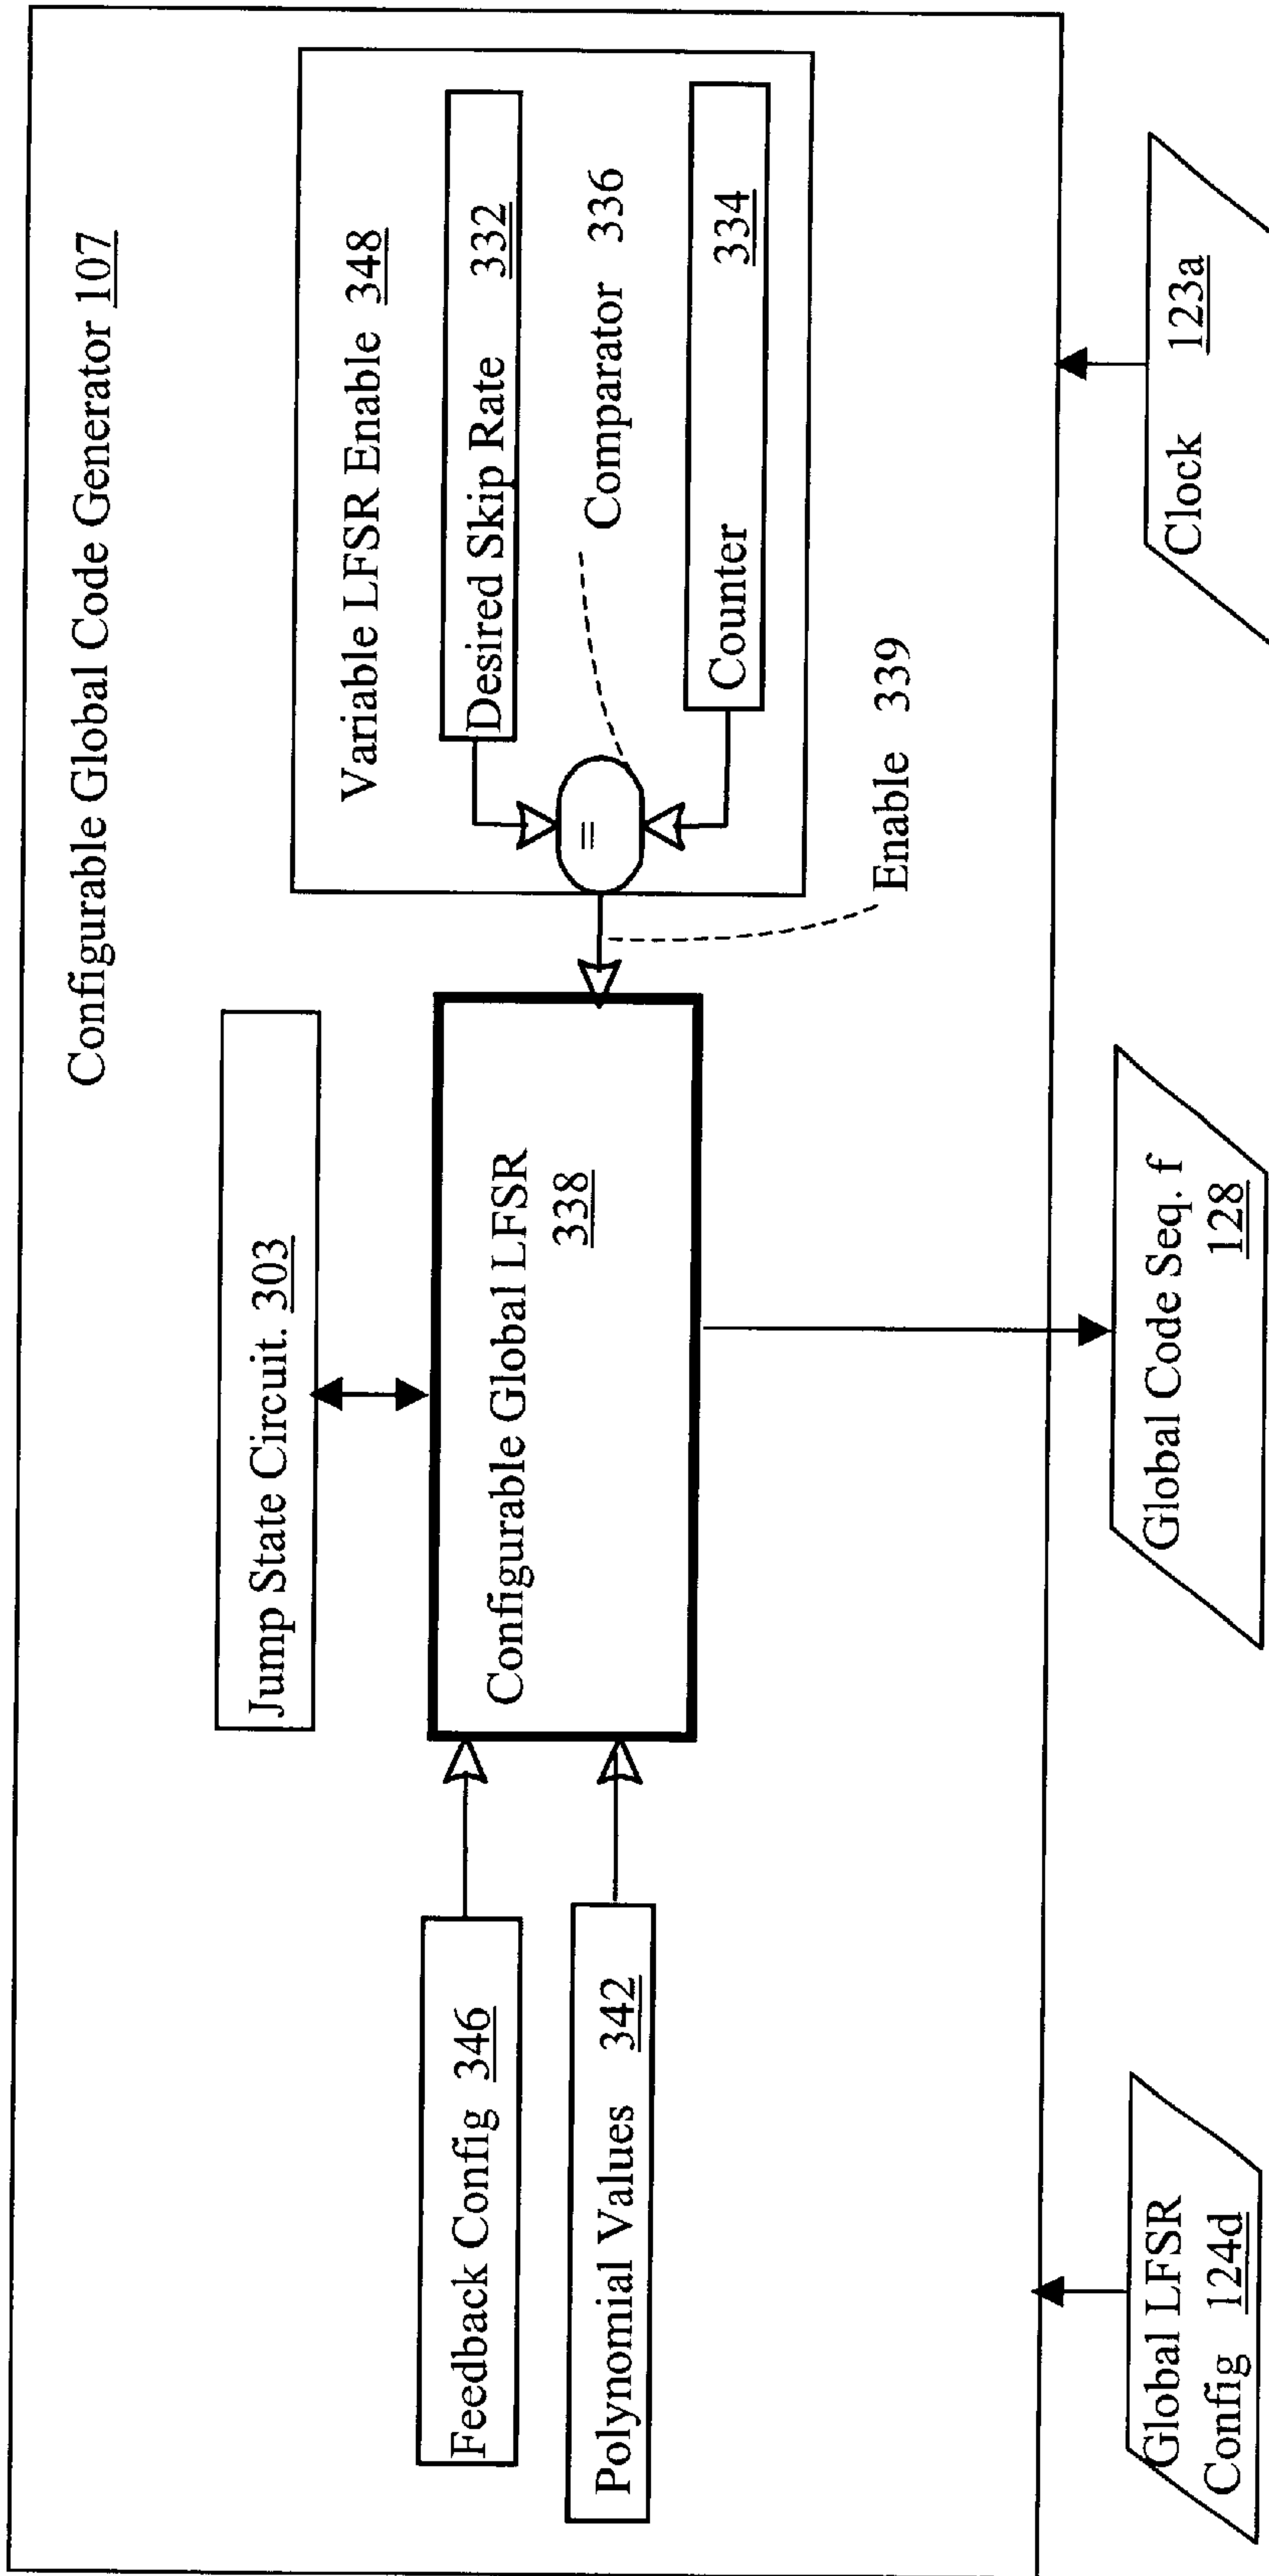 Configurable Global Code Generator 107
Jump State Circuit. 303
Variable LFSR Enable 348
Feedback Config 346
Desired Skip Rate 332
Configurable Global LFSR
338
=
Comparator 336
Polynomial Values 342
Counter 334
Enable 339
Global LFSR
Config 124d
Global Code Seq. f
128
Clock 123a